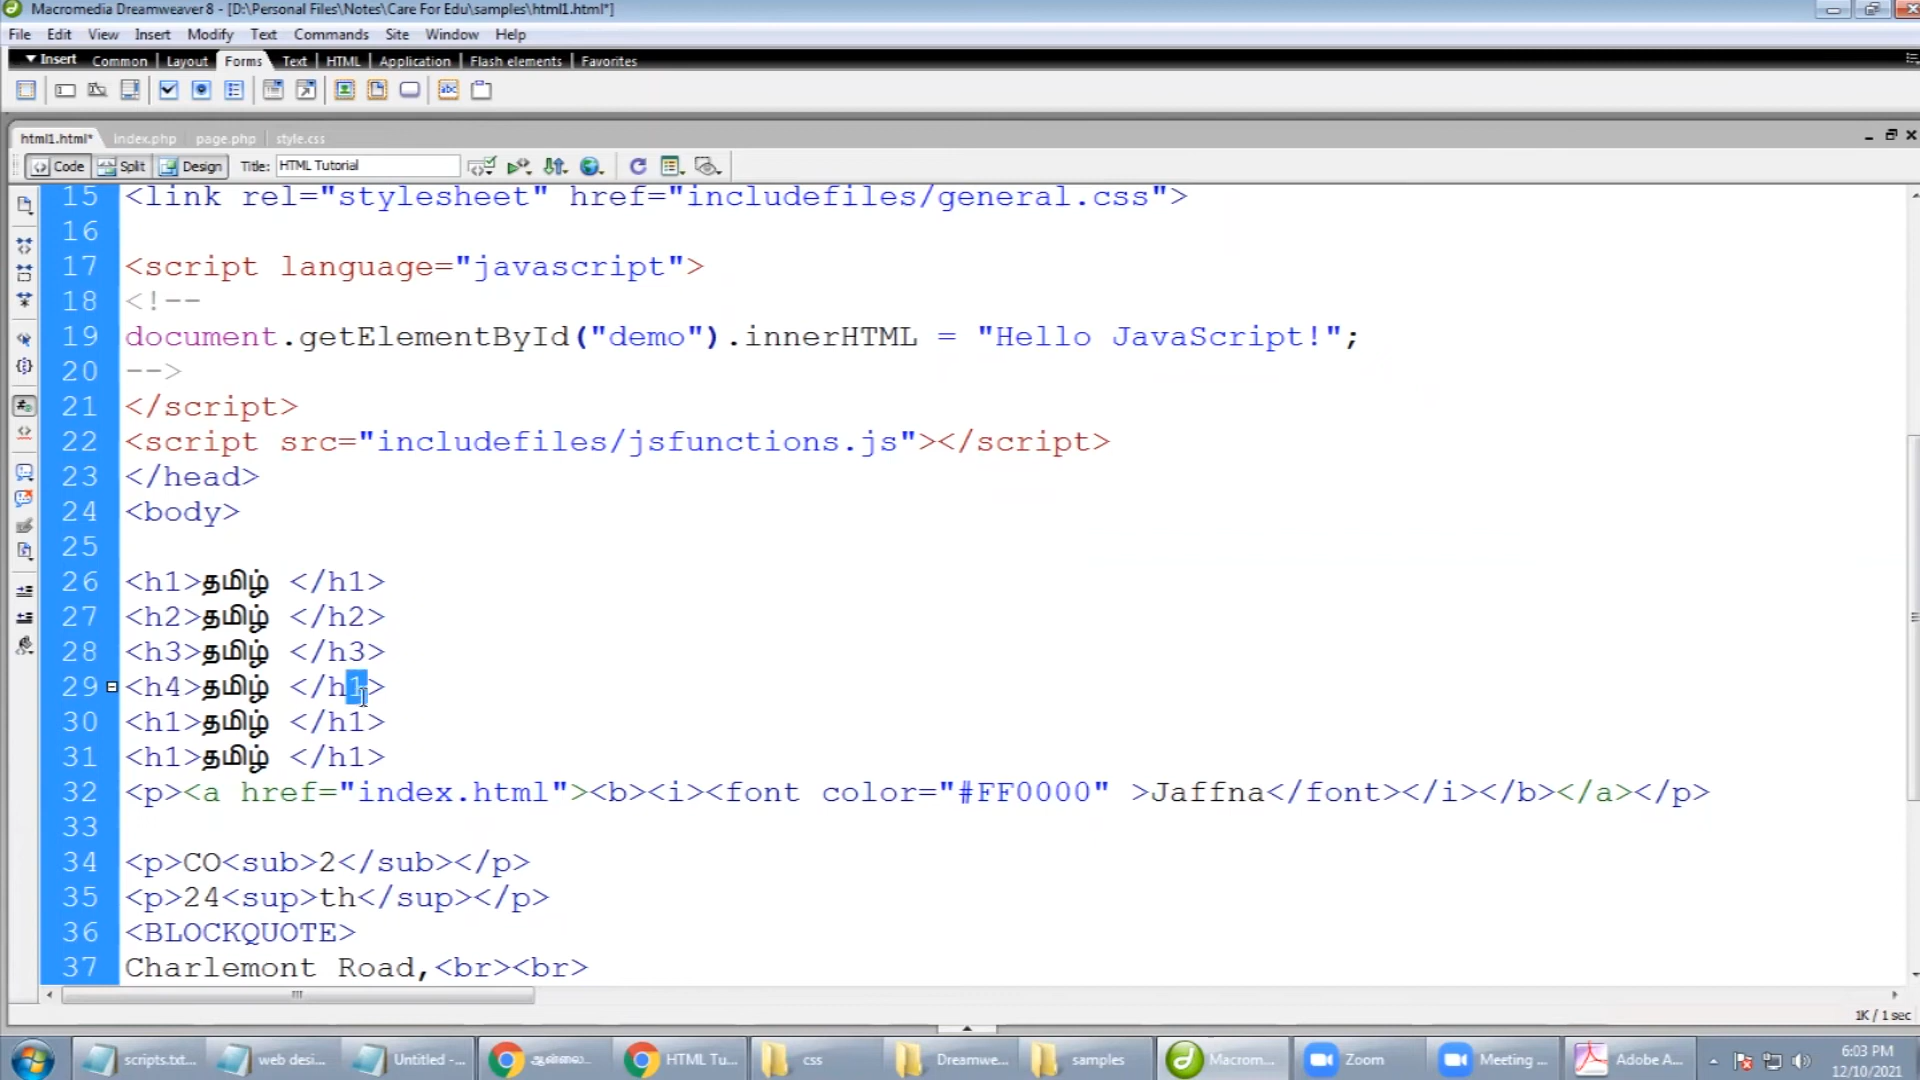 Macromedia Dreamweaver 8 - [D:\Personal Files\Notes\Care For Edu\samples\html1.html*]
File Edit View Insert Modify Text Commands Site Window Help
▼ Insert Common Layout Forms Text HTML Application Flash elements Favorites
html1.html* index.php page.php style.css
Code Split Design Title: HTML Tutorial
15 <link rel="stylesheet" href="includefiles/general.css">
16
17 <script language="javascript">
18 <!--
19 document.getElementById("demo").innerHTML = "Hello JavaScript!";
20 -->
21 </script>
22 <script src="includefiles/jsfunctions.js"></script>
23 </head>
24 <body>
25
26 <h1>தமிழ் </h1>
27 <h2>தமிழ் </h2>
28 <h3>தமிழ் </h3>
29 <h4>தமிழ் </h1>
30 <h1>தமிழ் </h1>
31 <h1>தமிழ் </h1>
32 <p><a href="index.html"><b><i><font color="#FF0000" >Jaffna</font></i></b></a></p>
33
34 <p>CO<sub>2</sub></p>
35 <p>24<sup>th</sup></p>
36 <BLOCKQUOTE>
37 Charlemont Road,<br><br>
1K / 1 sec
scripts.txt... web desi... Untitled -... HTML Tu... css Dreamwe... samples Macrom... Zoom Meeting ... Adobe A... 6:03 PM
12/10/2021